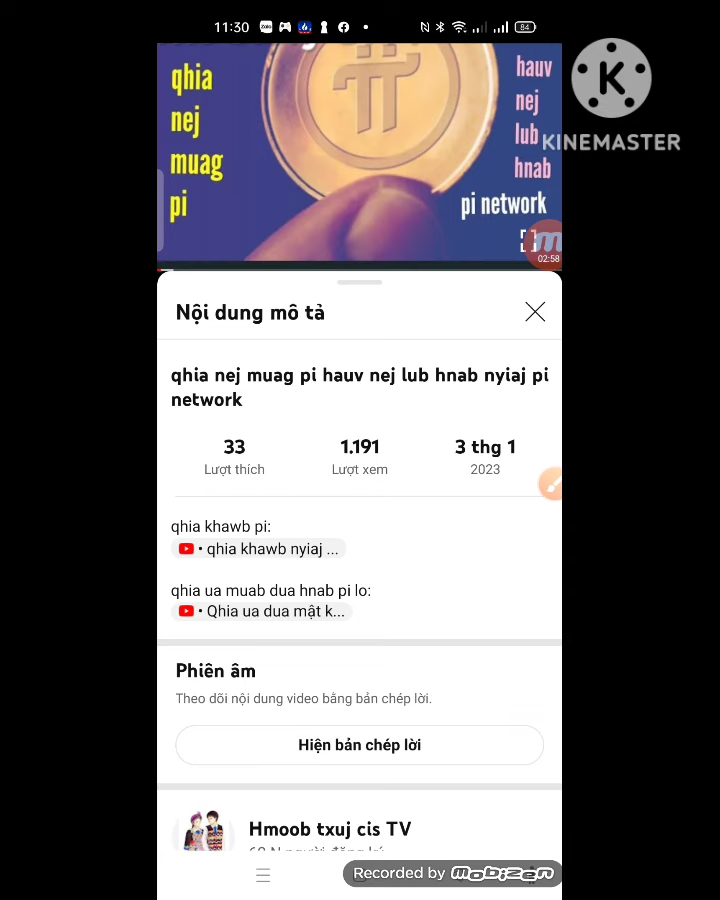 11:30
84
qhia
nej
muag
pi
hauv
nej
lub
hnab
pi network
K
KINEMASTER
02:58
Nội dung mô tả
qhia nej muag pi hauv nej lub hnab nyiaj pi
network
33
1.191
3 thg 1
Lượt thích
Lượt xem
2023
qhia khawb pi:
• qhia khawb nyiaj ...
qhia ua muab dua hnab pi lo:
• Qhia ua dua mật k...
Phiên âm
Theo dõi nội dung video bằng bản chép lời.
Hiện bản chép lời
Hmoob txuj cis TV
Recorded by mobizen